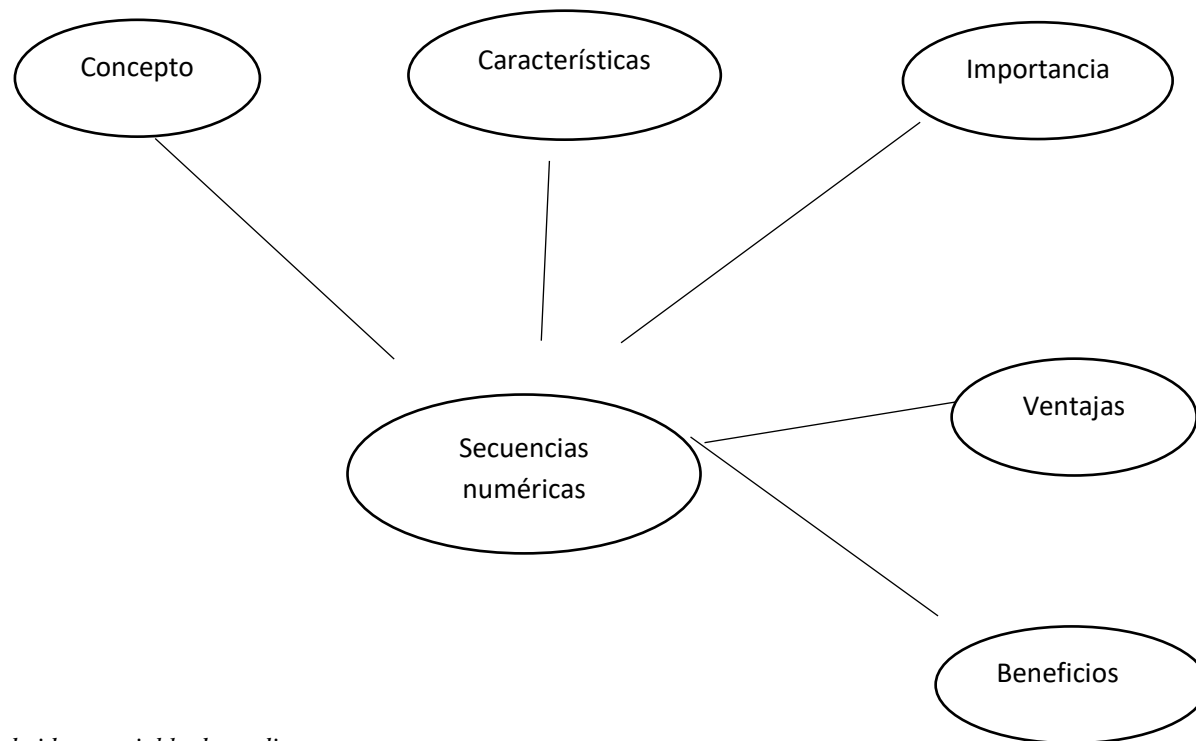 Concepto
Características
Importancia
Secuencias
numéricas
Ventajas
Beneficios